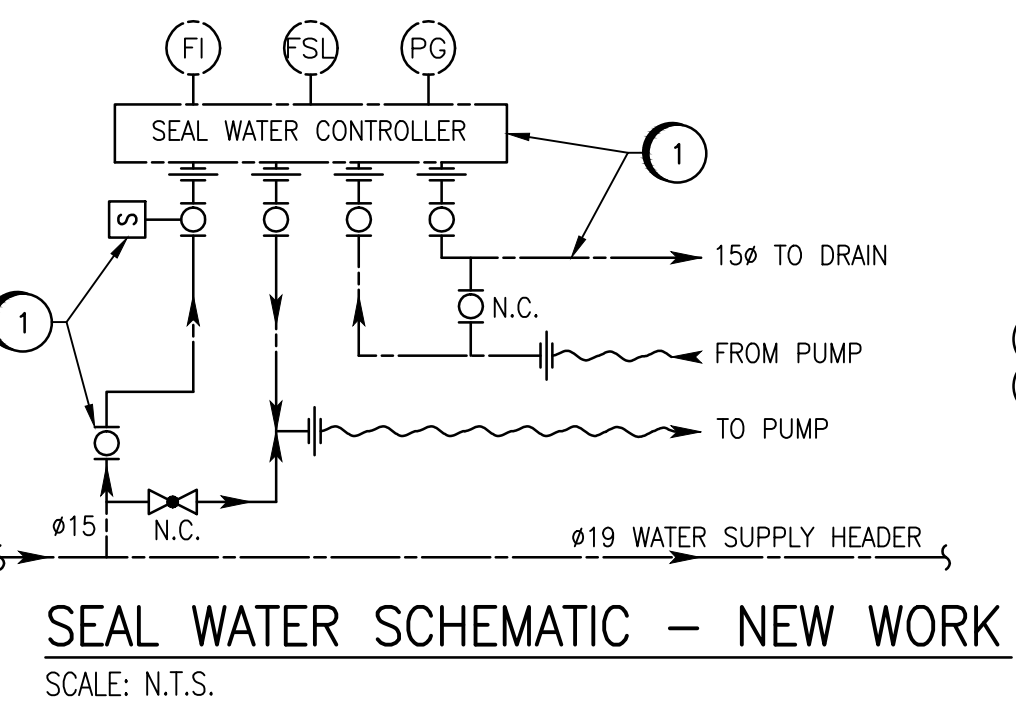 FI FSL PG
SEAL WATER CONTROLLER
1
S
15ø TO DRAIN
N.C.
1
FROM PUMP
TO PUMP
ø15
N.C.
ø19 WATER SUPPLY HEADER
SEAL WATER SCHEMATIC - NEW WORK
SCALE: N.T.S.